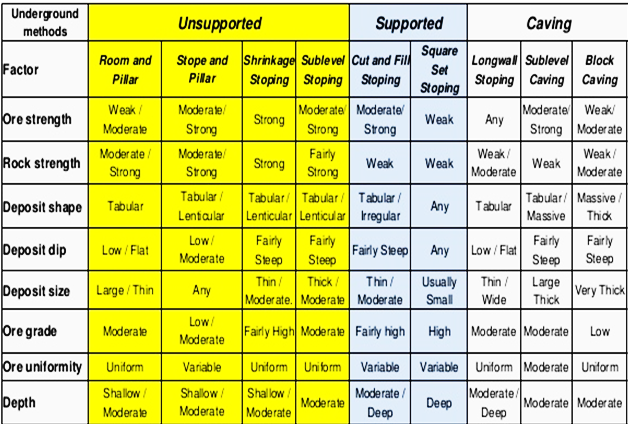 Underground methods Unsupported Supported Caving
Factor Room and Pillar Stope and Pillar Shrinkage Stoping Sublevel Stoping Cut and Fill Stoping Square Set Stoping Longwall Stoping Sublevel Caving Block Caving
Ore strength Weak / Moderate Moderate/ Strong Strong Moderate/ Strong Moderate/ Strong Weak Any Moderate/ Strong Weak/ Moderate
Rock strength Moderate / Strong Moderate/ Strong Strong Fairly Strong Weak Weak Weak / Moderate Weak Weak / Moderate
Deposit shape Tabular Tabular / Lenticular Tabular / Lenticular Tabular / Lenticular Tabular / Irregular Any Tabular Tabular / Massive Massive / Thick
Deposit dip Low / Flat Low / Moderate Fairly Steep Fairly Steep Fairly Steep Any Low / Flat Fairly Steep Fairly Steep
Deposit size Large / Thin Any Thin / Moderate. Thick / Moderate Thin / Moderate Usually Small Thin / Wide Large Thick Very Thick
Ore grade Moderate Low / Moderate Fairly High Moderate Fairly high High Moderate Moderate Low
Ore uniformity Uniform Variable Uniform Uniform Variable Variable Uniform Moderate Uniform
Depth Shallow / Moderate Shallow / Moderate Shallow / Moderate Moderate Moderate / Deep Deep Moderate / Deep Moderate Moderate